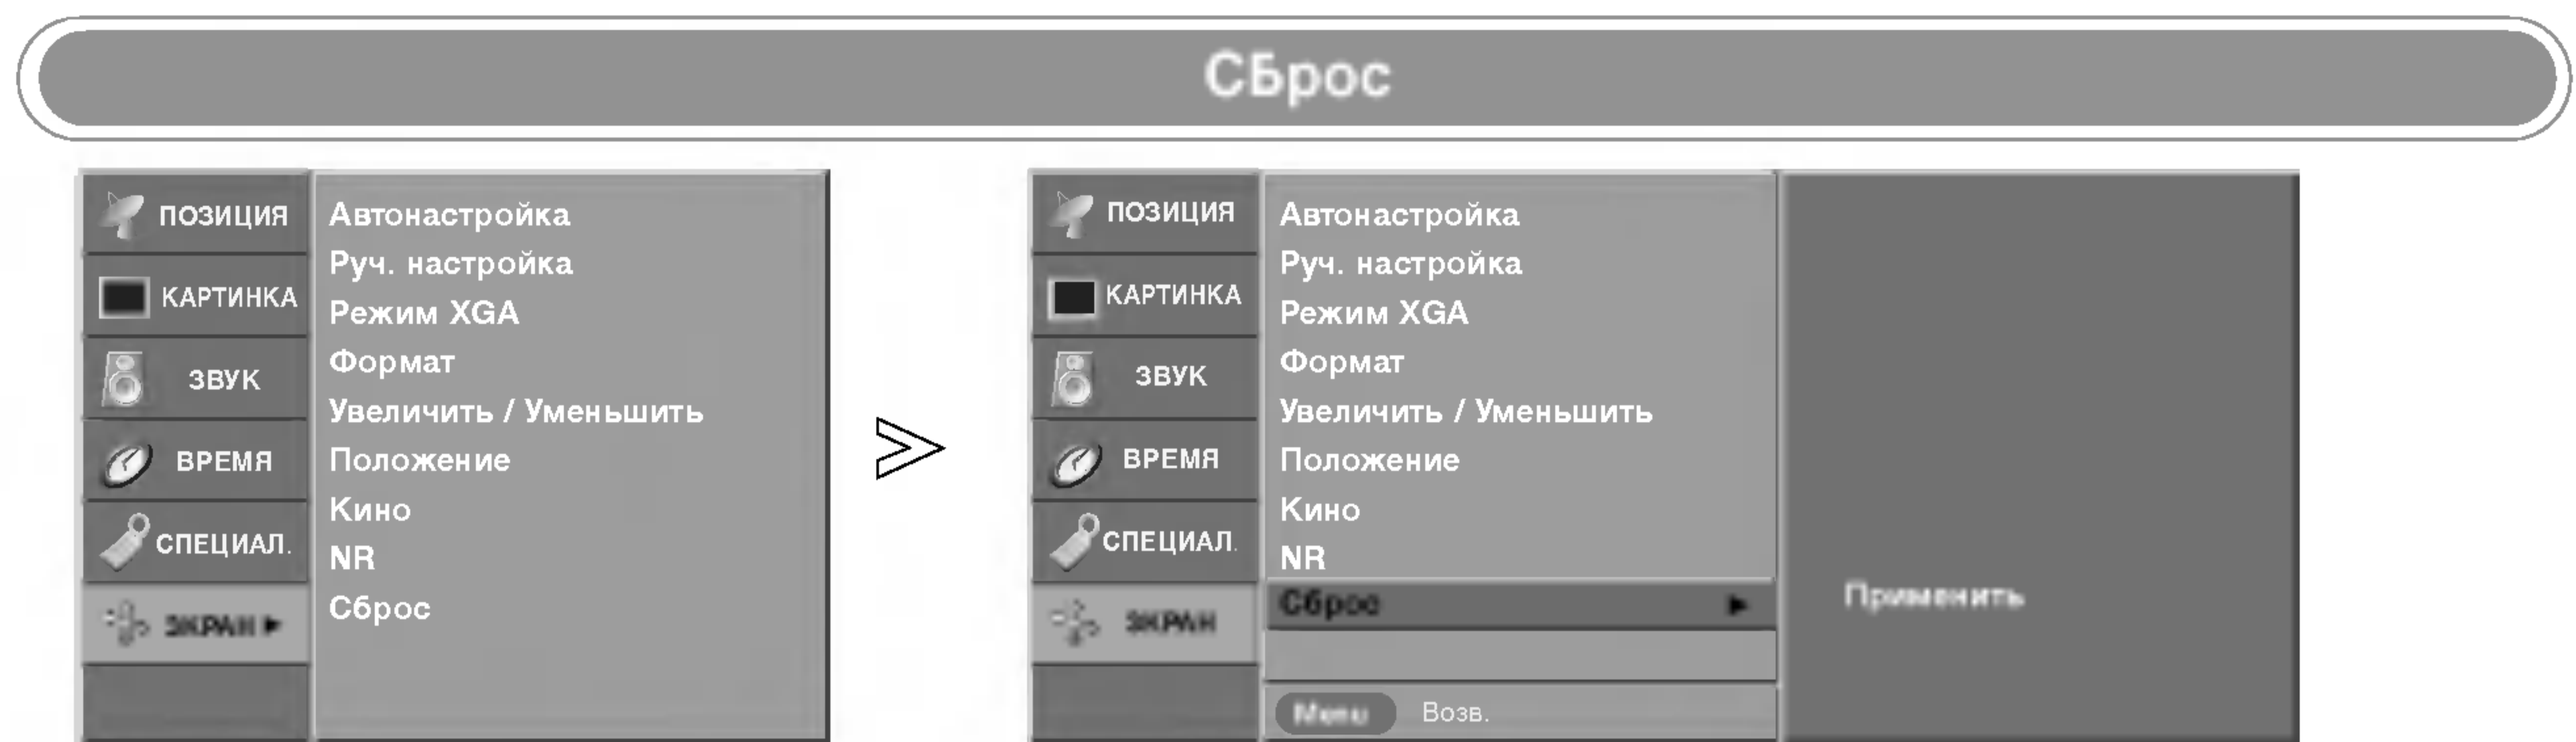 СБрос
ПОЗИЦИЯ
КАРТИНКА
ЗВУК
ВРЕМЯ
СПЕЦИАЛ.
ЭКРАН
Автонастройка
Руч. настройка
Режим XGA
Формат
Увеличить / Уменьшить
Положение
Кино
NR
Сброс
ПОЗИЦИЯ
КАРТИНКА
ЗВУК
ВРЕМЯ
СПЕЦИАЛ.
ЭКРАН
Автонастройка
Руч. настройка
Режим XGA
Формат
Увеличить / Уменьшить
Положение
Кино
NR
Сброс
Menu Возв.
Применить